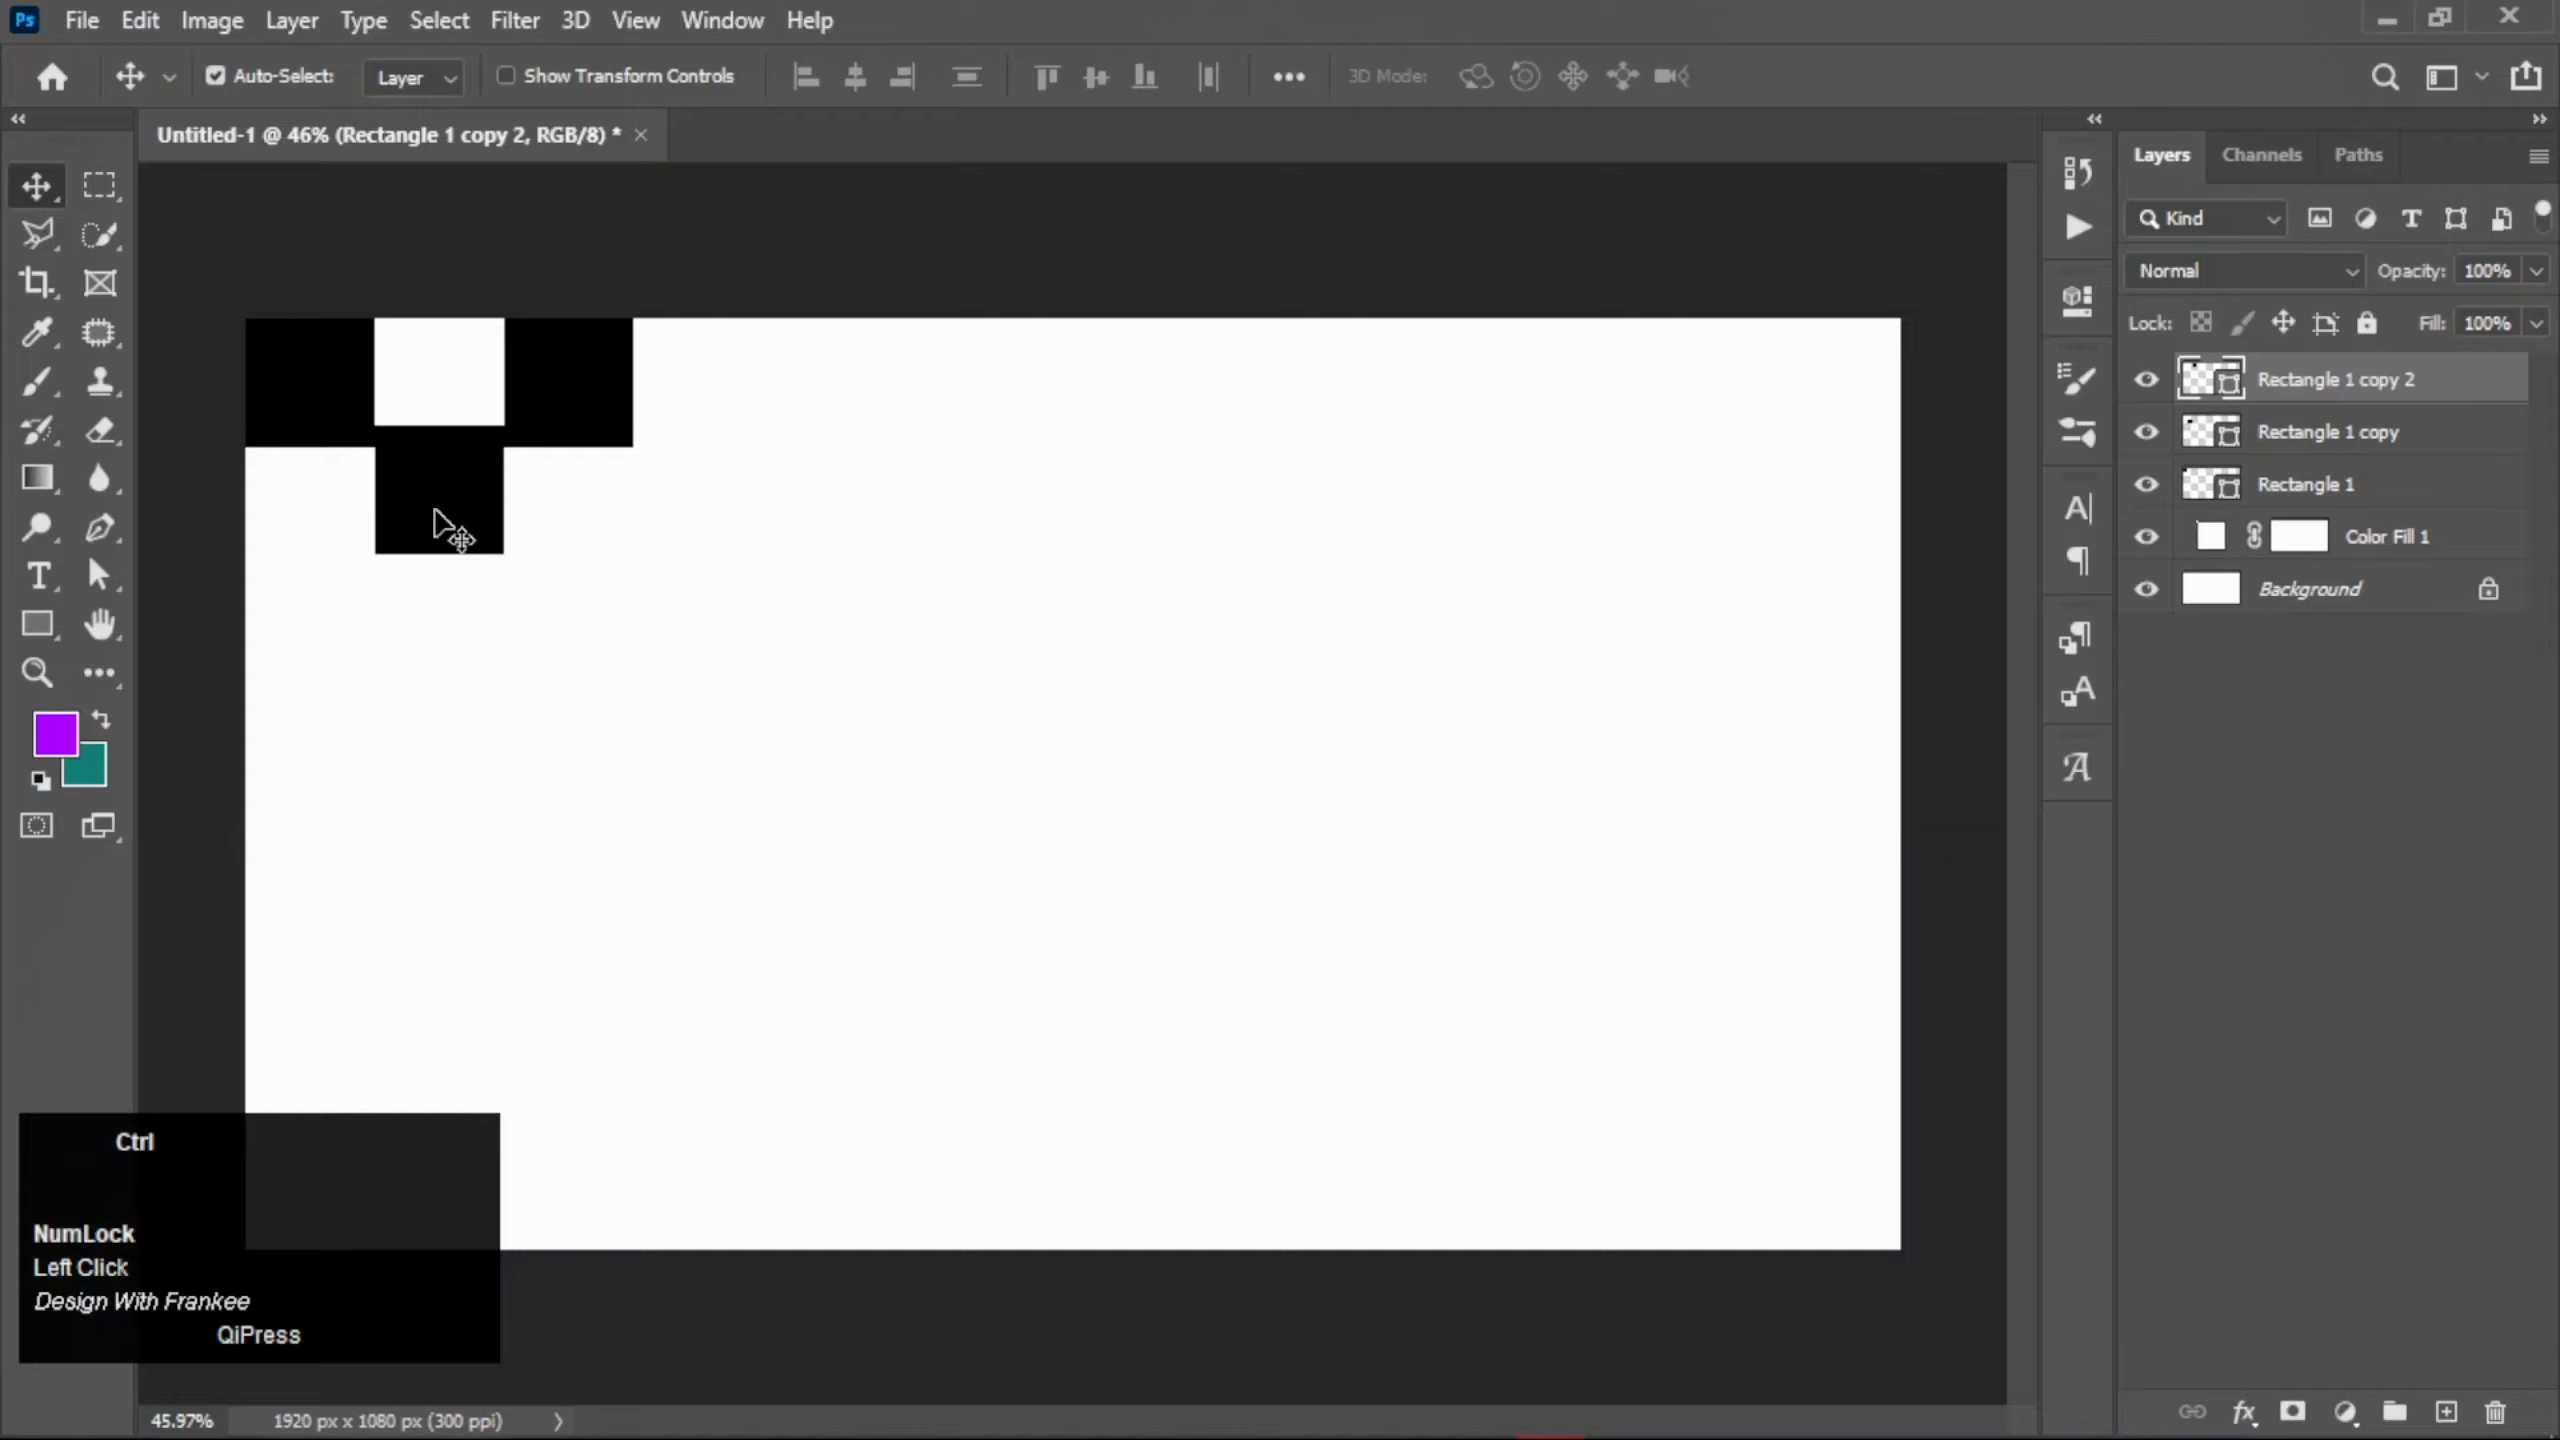 Ps File Edit Image Layer Type Select Filter 3D View Window Help
Auto-Select: Layer Show Transform Controls 3D Mode:
Untitled-1 @ 46% (Rectangle 1 copy 2, RGB/8) *
Layers Channels Paths
Kind
Normal Opacity: 100%
Lock: Fill: 100%
Rectangle 1 copy 2
Rectangle 1 copy
Rectangle 1
Color Fill 1
Background
Ctrl
NumLock
Left Click
Design With Frankee
QiPress
45.97% 1920 px x 1080 px (300 ppi)